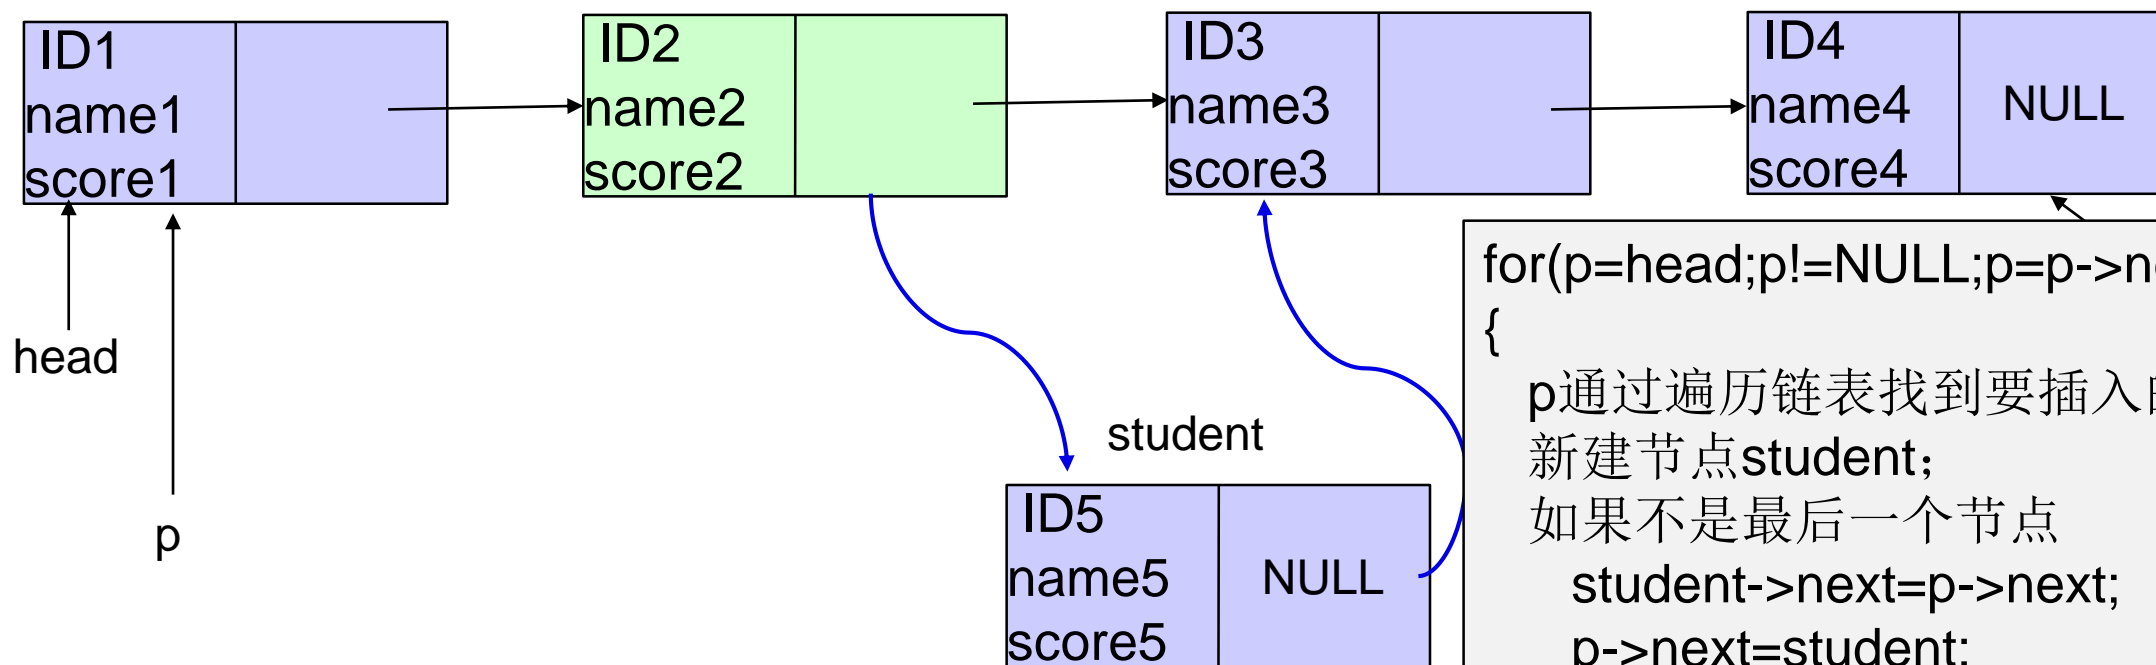 ID1
name1
score1
ID2
name2
score2
ID3
name3
score3
ID4
name4
score4
NULL
head
p
student
ID5
name5
score5
NULL
for(p=head;p!=NULL;p=p->n
{
p通过遍历链表找到要插入
新建节点student;
如果不是最后一个节点
student->next=p->next;
p->next=student;